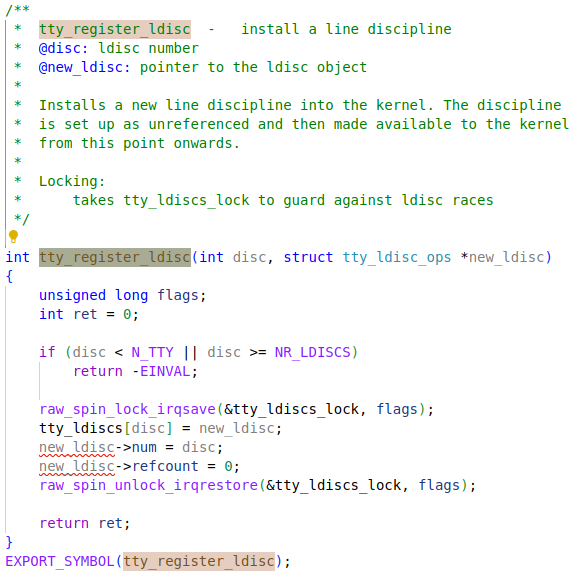 /**
 *  tty_register_ldisc  -   install a line discipline
 *  @disc: ldisc number
 *  @new_ldisc: pointer to the ldisc object
 *
 *  Installs a new line discipline into the kernel. The discipline
 *  is set up as unreferenced and then made available to the kernel
 *  from this point onwards.
 *
 *  Locking:
 *      takes tty_ldiscs_lock to guard against ldisc races
 */
int tty_register_ldisc(int disc, struct tty_ldisc_ops *new_ldisc)
{
    unsigned long flags;
    int ret = 0;

    if (disc < N_TTY || disc >= NR_LDISCS)
        return -EINVAL;

    raw_spin_lock_irqsave(&tty_ldiscs_lock, flags);
    tty_ldiscs[disc] = new_ldisc;
    new_ldisc->num = disc;
    new_ldisc->refcount = 0;
    raw_spin_unlock_irqrestore(&tty_ldiscs_lock, flags);

    return ret;
}
EXPORT_SYMBOL(tty_register_ldisc);